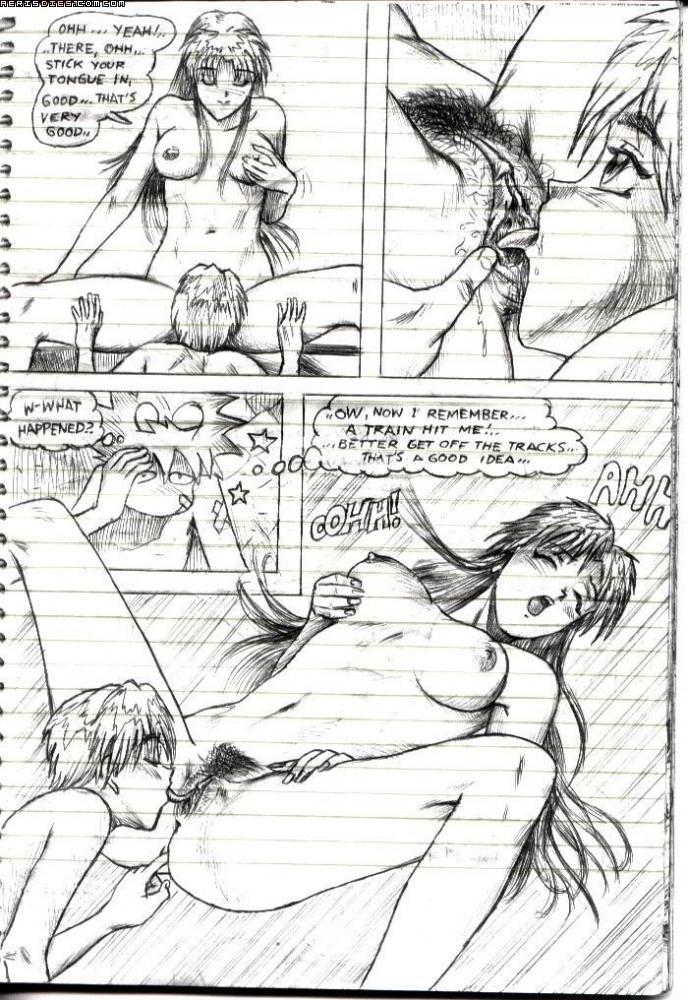 AERISDIES.COM
OHH... YEAH!..
..THERE, OHH...
STICK YOUR
TONGUE IN,
GOOD... THAT'S
VERY
GOOD..
W-WHAT
HAPPENED?
..OW, NOW I REMEMBER...
A TRAIN HIT ME!..
...BETTER GET OFF THE TRACKS...
THAT'S A GOOD IDEA...
OOHH!
AHH